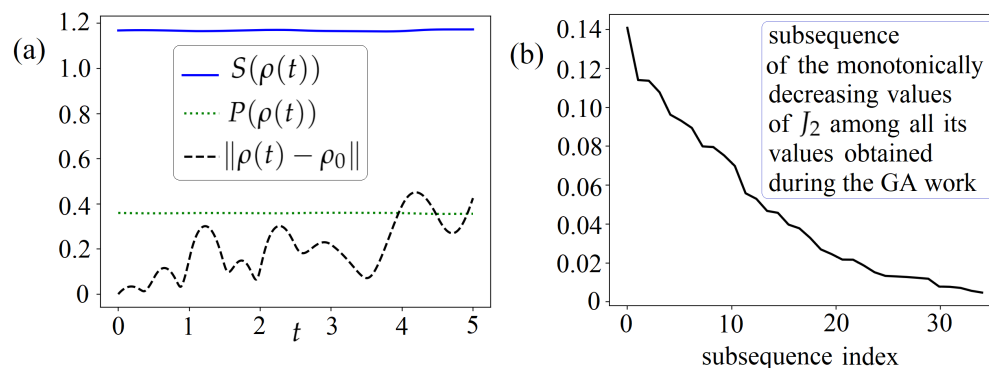 (a)
1.2
1.0
0.8
0.6
0.4
0.2
0
S(ρ(t))
P(ρ(t))
||ρ(t) − ρ₀||
0 1 2 3 4 5
t
(b)
0.14
0.12
0.10
0.08
0.06
0.04
0.02
0
subsequence
of the monotonically
decreasing values
of J₂ among all its
values obtained
during the GA work
0 10 20 30
subsequence index